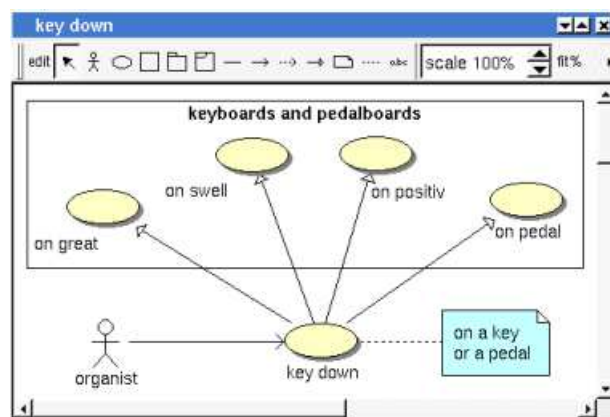 key down
edit
abc
scale 100%
fit%
keyboards and pedalboards
on swell
on positiv
on great
on pedal
organist
key down
on a key
or a pedal